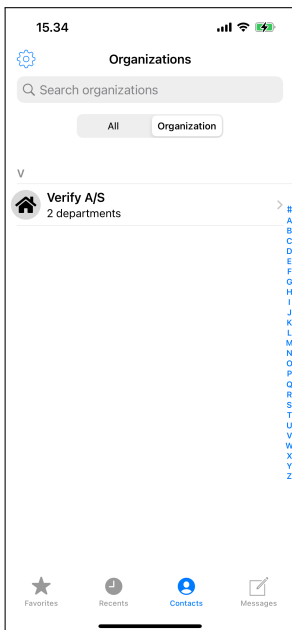 15.34
Organizations
Search organizations
All Organization
V
Verify A/S
2 departments
#
A
B
C
D
E
F
G
H
I
J
K
L
M
N
O
P
Q
R
S
T
U
V
W
X
Y
Z
Favorites Recents Contacts Messages